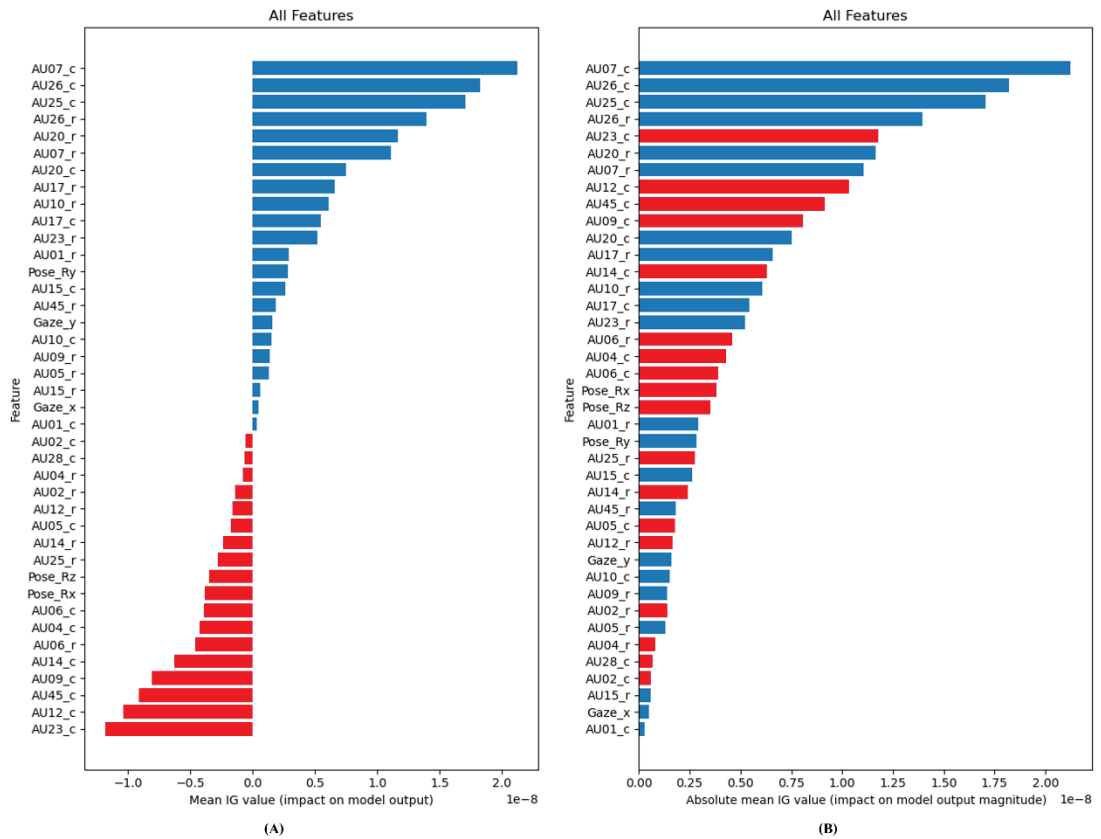 All Features
AU07_c
AU26_c
AU25_c
AU26_r
AU20_r
AU07_r
AU20_c
AU17_r
AU10_r
AU17_c
AU23_r
AU01_r
Pose_Ry
AU15_c
AU45_r
Gaze_y
AU10_c
AU09_r
AU05_r
AU15_r
Gaze_x
AU01_c
AU02_c
AU28_c
AU04_r
AU02_r
AU12_r
AU05_c
AU14_r
AU25_r
Pose_Rz
Pose_Rx
AU06_c
AU04_c
AU06_r
AU14_c
AU09_c
AU45_c
AU12_c
AU23_c
Feature
−1.0 −0.5 0.0 0.5 1.0 1.5 2.0
Mean IG value (impact on model output)
1e−8
(A)
All Features
AU07_c
AU26_c
AU25_c
AU26_r
AU23_c
AU20_r
AU07_r
AU12_c
AU45_c
AU09_c
AU20_c
AU17_r
AU14_c
AU10_r
AU17_c
AU23_r
AU06_r
AU04_c
AU06_c
Pose_Rx
Pose_Rz
AU01_r
Pose_Ry
AU25_r
AU15_c
AU14_r
AU45_r
AU05_c
AU12_r
Gaze_y
AU10_c
AU09_r
AU02_r
AU05_r
AU04_r
AU28_c
AU02_c
AU15_r
Gaze_x
AU01_c
Feature
0.00 0.25 0.50 0.75 1.00 1.25 1.50 1.75 2.00
Absolute mean IG value (impact on model output magnitude)
1e−8
(B)